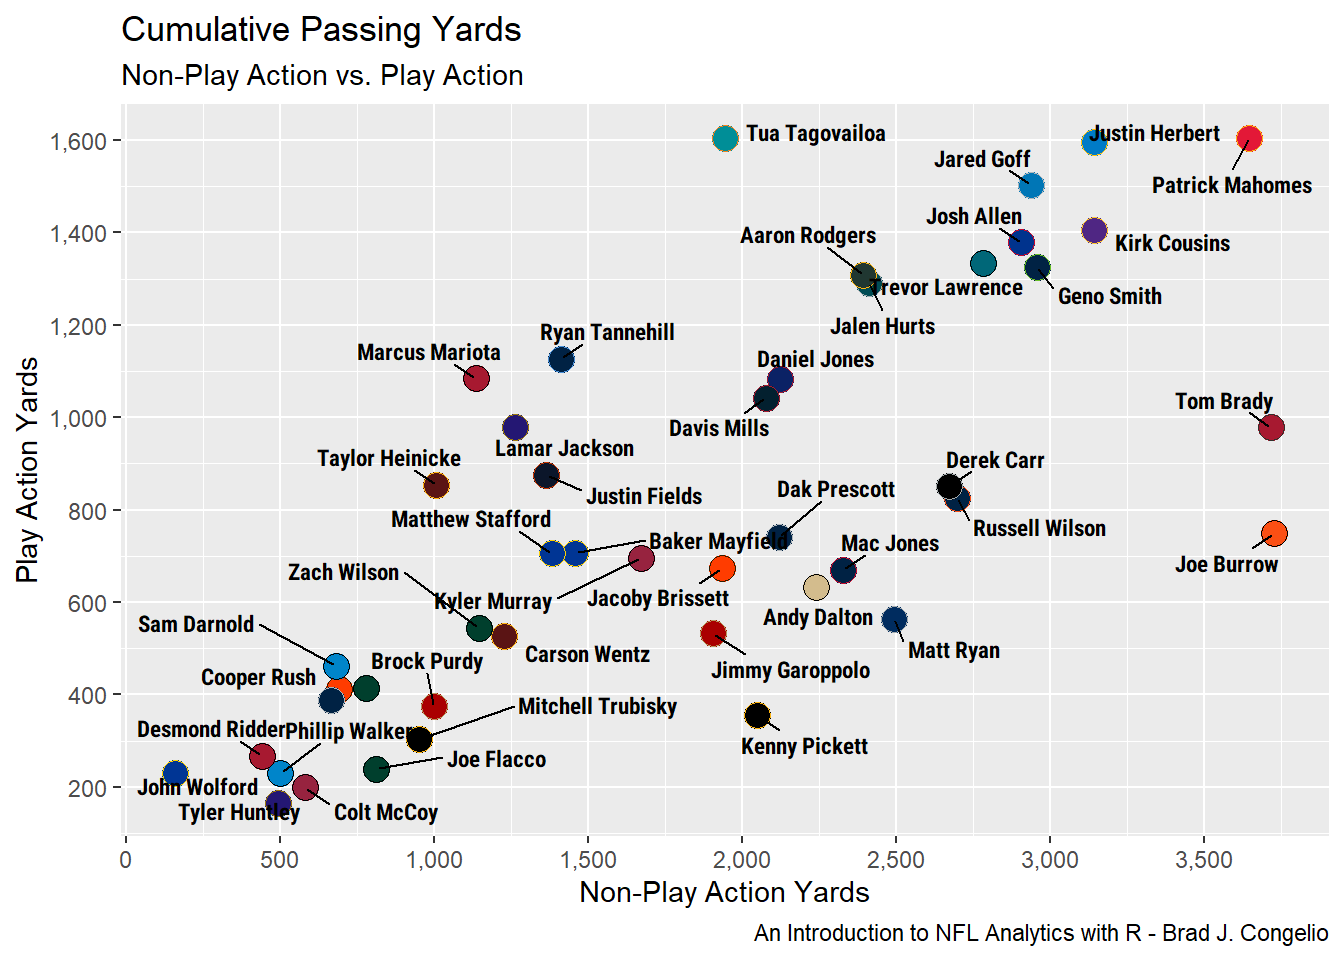 Cumulative Passing Yards
Non-Play Action vs. Play Action
1,600
1,400
1,200
1,000
800
600
400
200
Play Action Yards
Tua Tagovailoa
Justin Herbert
Jared Goff
Patrick Mahomes
Josh Allen
Aaron Rodgers
Kirk Cousins
Trevor Lawrence
Geno Smith
Jalen Hurts
Ryan Tannehill
Marcus Mariota
Daniel Jones
Tom Brady
Davis Mills
Lamar Jackson
Taylor Heinicke
Derek Carr
Justin Fields
Dak Prescott
Matthew Stafford
Russell Wilson
Baker Mayfield
Mac Jones
Joe Burrow
Zach Wilson
Kyler Murray
Jacoby Brissett
Andy Dalton
Sam Darnold
Carson Wentz
Matt Ryan
Brock Purdy
Jimmy Garoppolo
Cooper Rush
Mitchell Trubisky
Desmond Ridder
Phillip Walker
Kenny Pickett
Joe Flacco
John Wolford
Tyler Huntley
Colt McCoy
0
500
1,000
1,500
2,000
2,500
3,000
3,500
Non-Play Action Yards
An Introduction to NFL Analytics with R - Brad J. Congelio